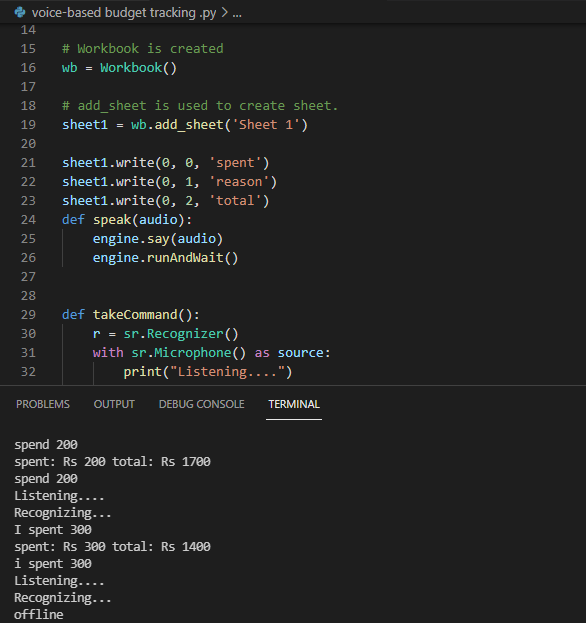 voice-based budget tracking .py > ...
14
15 # Workbook is created
16 wb = Workbook()
17
18 # add_sheet is used to create sheet.
19 sheet1 = wb.add_sheet('Sheet 1')
20
21 sheet1.write(0, 0, 'spent')
22 sheet1.write(0, 1, 'reason')
23 sheet1.write(0, 2, 'total')
24 def speak(audio):
25     engine.say(audio)
26     engine.runAndWait()
27
28
29 def takeCommand():
30     r = sr.Recognizer()
31     with sr.Microphone() as source:
32         print("Listening....")
PROBLEMS OUTPUT DEBUG CONSOLE TERMINAL
spend 200
spent: Rs 200 total: Rs 1700
spend 200
Listening....
Recognizing...
I spent 300
spent: Rs 300 total: Rs 1400
i spent 300
Listening....
Recognizing...
offline